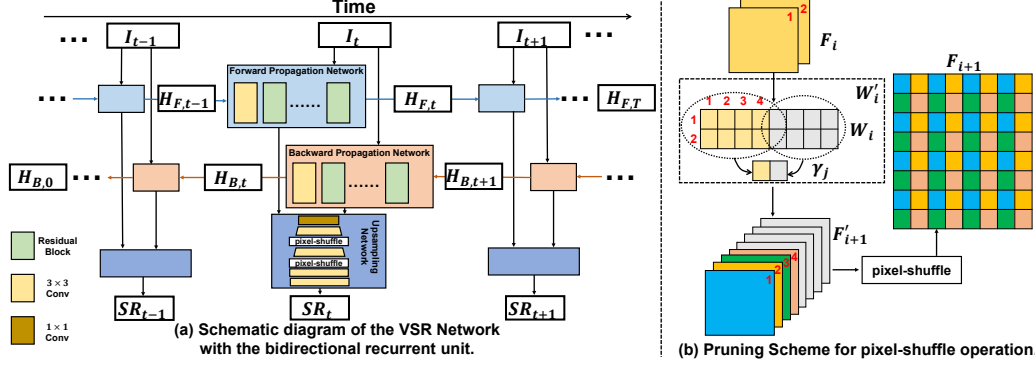 Time
... I_{t-1} I_t I_{t+1} ...
Forward Propagation Network
... H_{F,t-1} ...... H_{F,t} ... H_{F,T}
Backward Propagation Network
H_{B,0} ... H_{B,t} ...... H_{B,t+1} ...
Residual
Block
3 × 3
Conv
1 × 1
Conv
pixel-shuffle
pixel-shuffle
Upsampling
Network
SR_{t-1} SR_t SR_{t+1}
(a) Schematic diagram of the VSR Network
with the bidirectional recurrent unit.
1 2
F_i
F_{i+1}
W'_i
1 2 3 4
1
2
W_i
γ_j
F'_{i+1}
1 2 3 4
pixel-shuffle
(b) Pruning Scheme for pixel-shuffle operation.